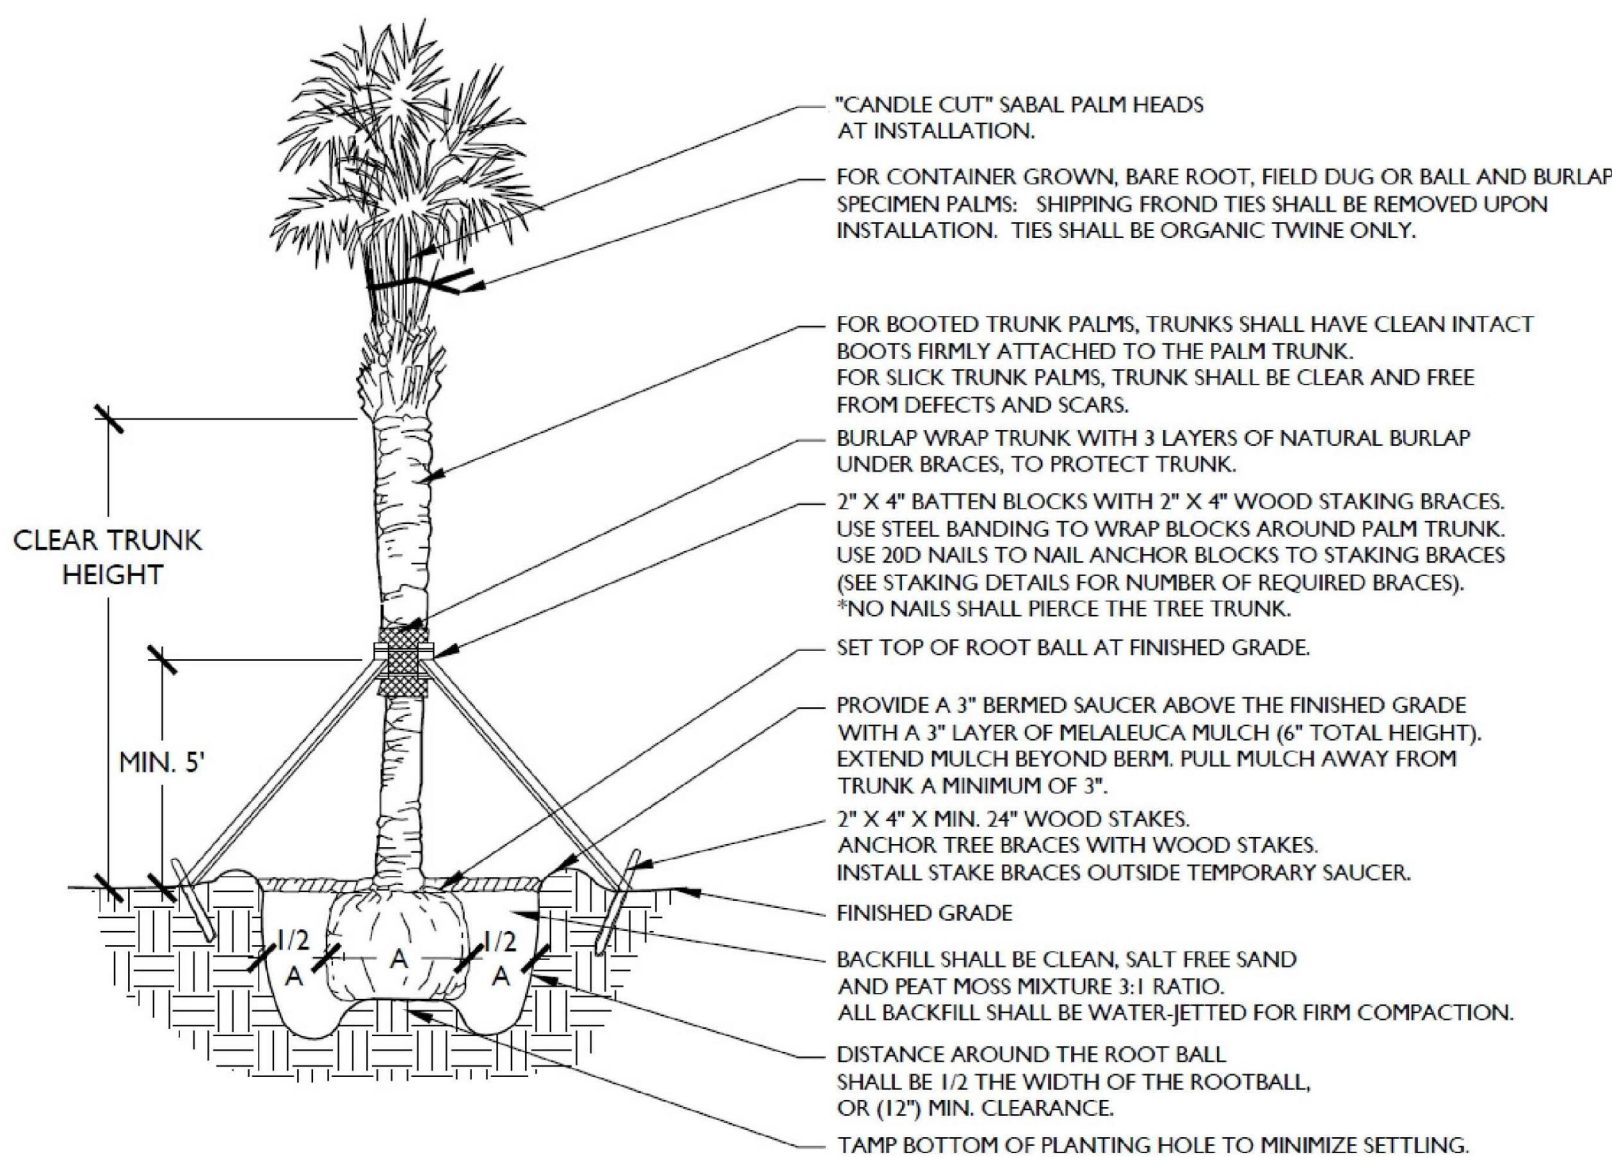 "CANDLE CUT" SABAL PALM HEADS
AT INSTALLATION.
FOR CONTAINER GROWN, BARE ROOT, FIELD DUG OR BALL AND BURLAP
SPECIMEN PALMS: SHIPPING FROND TIES SHALL BE REMOVED UPON
INSTALLATION. TIES SHALL BE ORGANIC TWINE ONLY.
FOR BOOTED TRUNK PALMS, TRUNKS SHALL HAVE CLEAN INTACT
BOOTS FIRMLY ATTACHED TO THE PALM TRUNK.
FOR SLICK TRUNK PALMS, TRUNK SHALL BE CLEAR AND FREE
FROM DEFECTS AND SCARS.
BURLAP WRAP TRUNK WITH 3 LAYERS OF NATURAL BURLAP
UNDER BRACES, TO PROTECT TRUNK.
2" X 4" BATTEN BLOCKS WITH 2" X 4" WOOD STAKING BRACES.
USE STEEL BANDING TO WRAP BLOCKS AROUND PALM TRUNK.
USE 20D NAILS TO NAIL ANCHOR BLOCKS TO STAKING BRACES
(SEE STAKING DETAILS FOR NUMBER OF REQUIRED BRACES).
*NO NAILS SHALL PIERCE THE TREE TRUNK.
SET TOP OF ROOT BALL AT FINISHED GRADE.
PROVIDE A 3" BERMED SAUCER ABOVE THE FINISHED GRADE
WITH A 3" LAYER OF MELALEUCA MULCH (6" TOTAL HEIGHT).
EXTEND MULCH BEYOND BERM. PULL MULCH AWAY FROM
TRUNK A MINIMUM OF 3".
2" X 4" X MIN. 24" WOOD STAKES.
ANCHOR TREE BRACES WITH WOOD STAKES.
INSTALL STAKE BRACES OUTSIDE TEMPORARY SAUCER.
FINISHED GRADE
BACKFILL SHALL BE CLEAN, SALT FREE SAND
AND PEAT MOSS MIXTURE 3:1 RATIO.
ALL BACKFILL SHALL BE WATER-JETTED FOR FIRM COMPACTION.
DISTANCE AROUND THE ROOT BALL
SHALL BE 1/2 THE WIDTH OF THE ROOTBALL,
OR (12") MIN. CLEARANCE.
TAMP BOTTOM OF PLANTING HOLE TO MINIMIZE SETTLING.
CLEAR TRUNK
HEIGHT
MIN. 5'
1/2
A
A
1/2
A